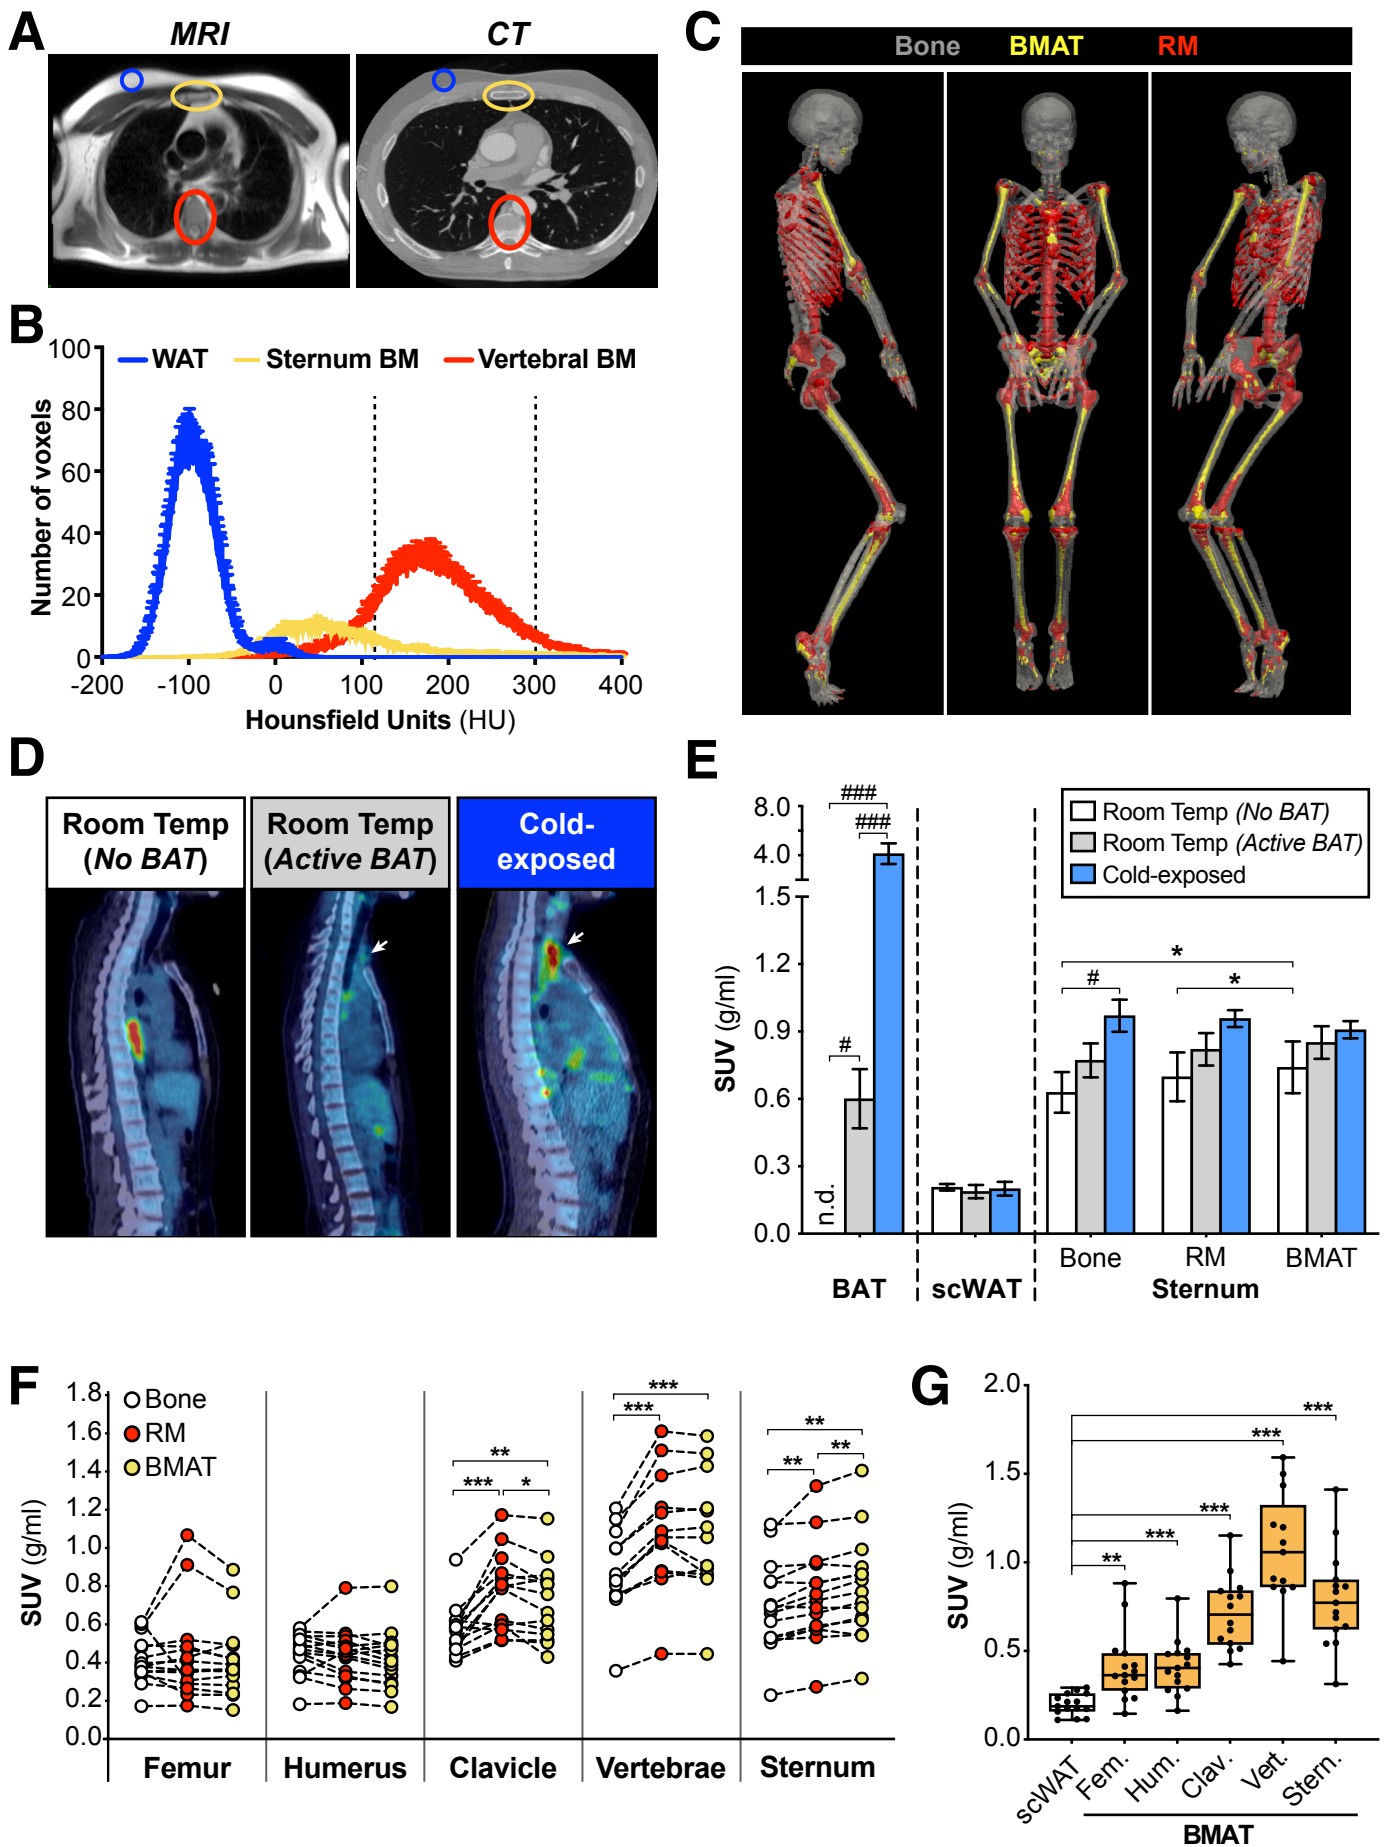 A
MRI
CT
B
100
80
60
40
20
0
Number of voxels
WAT
Sternum BM
Vertebral BM
-200
-100
0
100
200
300
400
Hounsfield Units (HU)
C
Bone
BMAT
RM
D
Room Temp
(No BAT)
Room Temp
(Active BAT)
Cold-
exposed
E
8.0
4.0
1.5
1.2
0.9
0.6
0.3
0.0
SUV (g/ml)
###
###
#
n.d.
#
*
*
Room Temp (No BAT)
Room Temp (Active BAT)
Cold-exposed
Bone
RM
BMAT
BAT
scWAT
Sternum
F
1.8
1.6
1.4
1.2
1.0
0.8
0.6
0.4
0.2
0.0
SUV (g/ml)
Bone
RM
BMAT
**
***
*
***
***
**
**
**
Femur
Humerus
Clavicle
Vertebrae
Sternum
G
2.0
1.5
1.0
0.5
0.0
SUV (g/ml)
***
***
***
***
**
scWAT
Fem.
Hum.
Clav.
Vert.
Stern.
BMAT